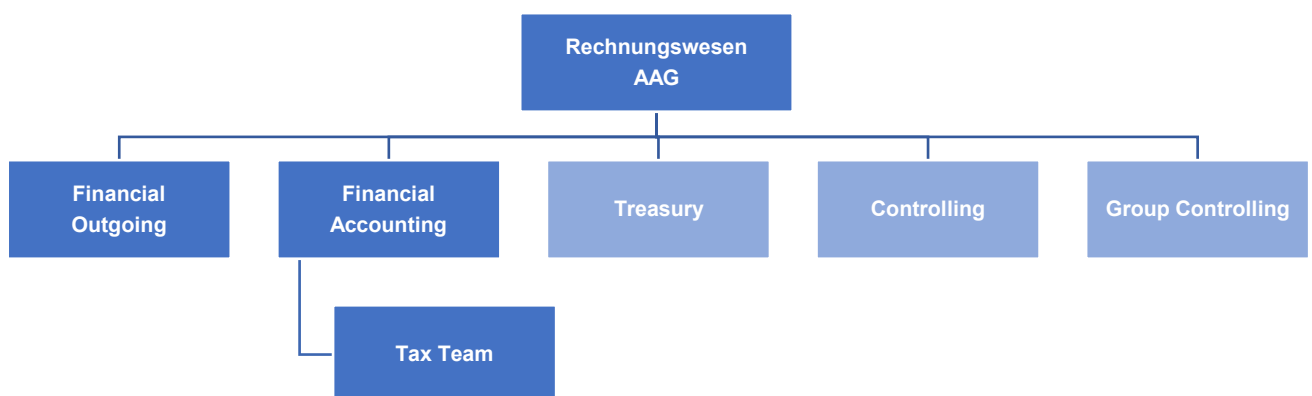 Rechnungswesen
AAG
Financial
Outgoing
Financial
Accounting
Treasury
Controlling
Group Controlling
Tax Team